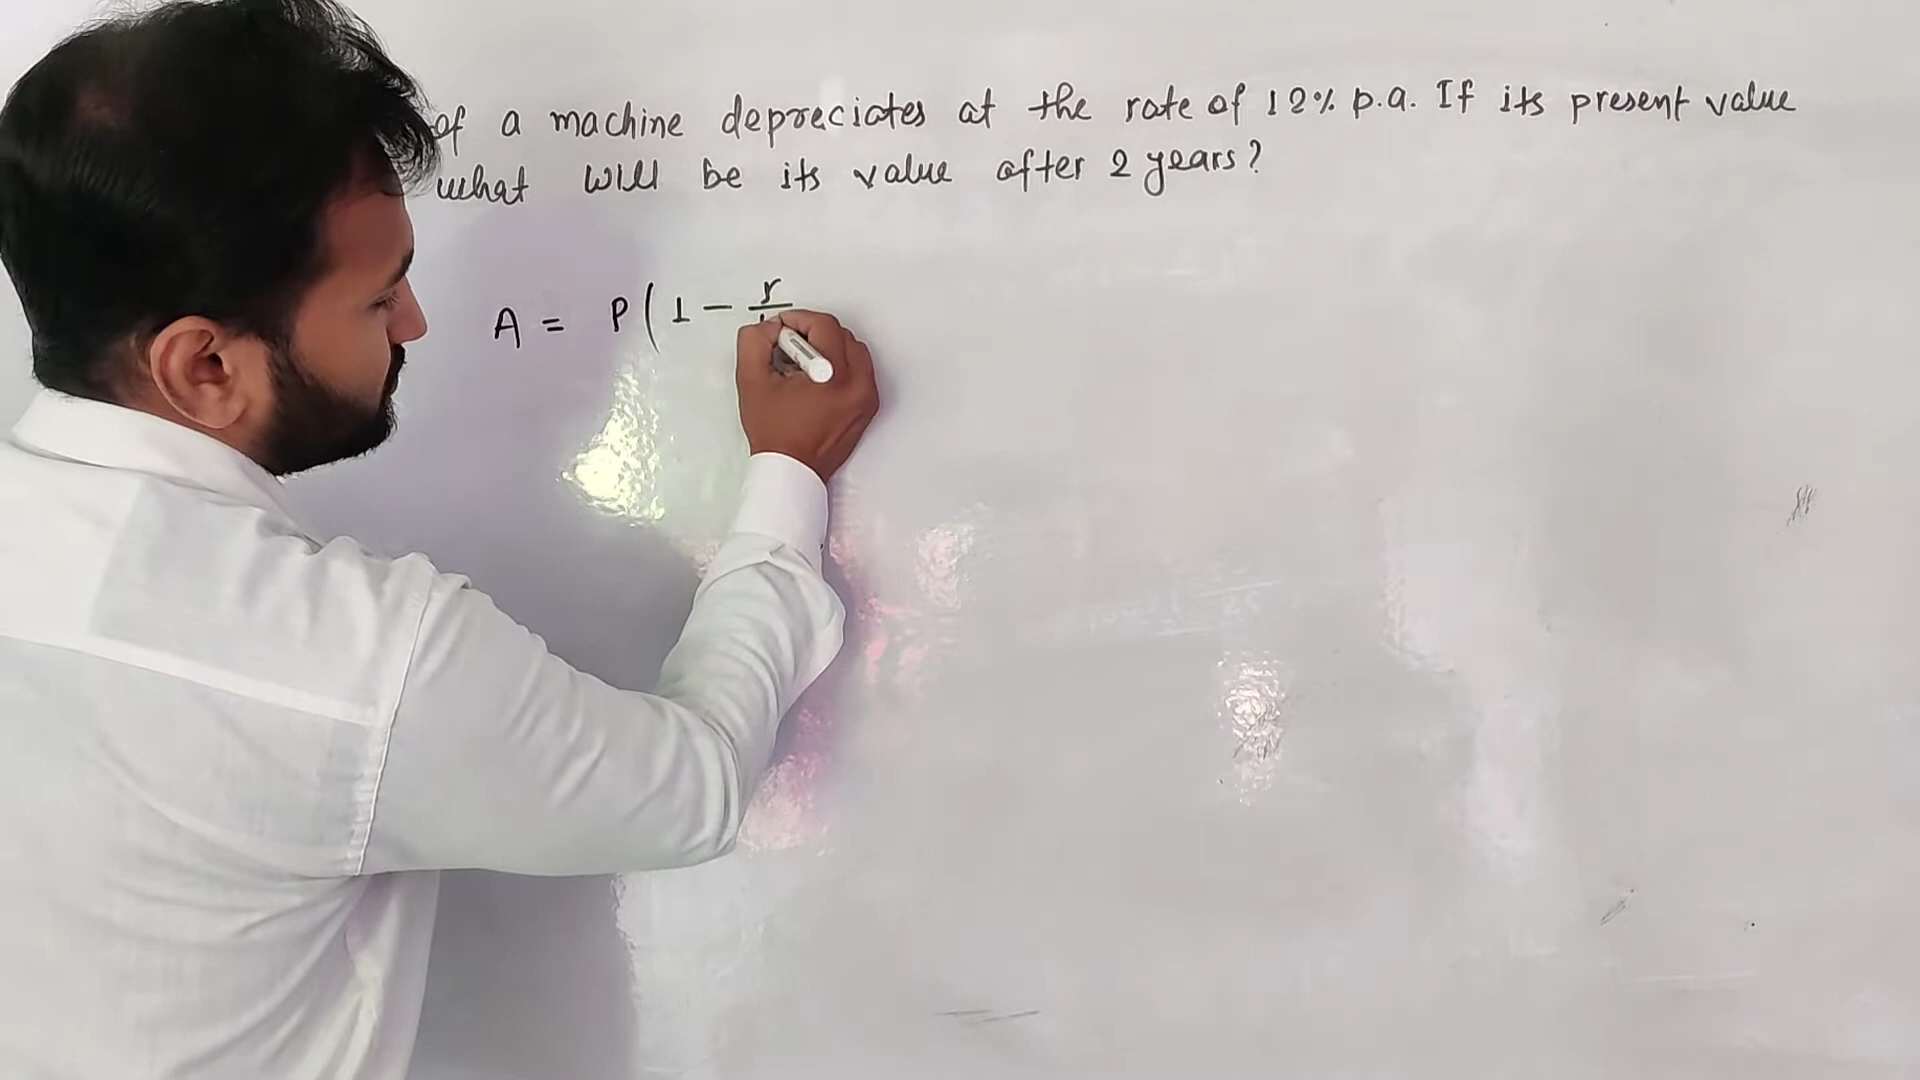 of a machine depreciates at the rate of 12% p.a. If its present value
what will be its value after 2 years?
A = P(1 - r